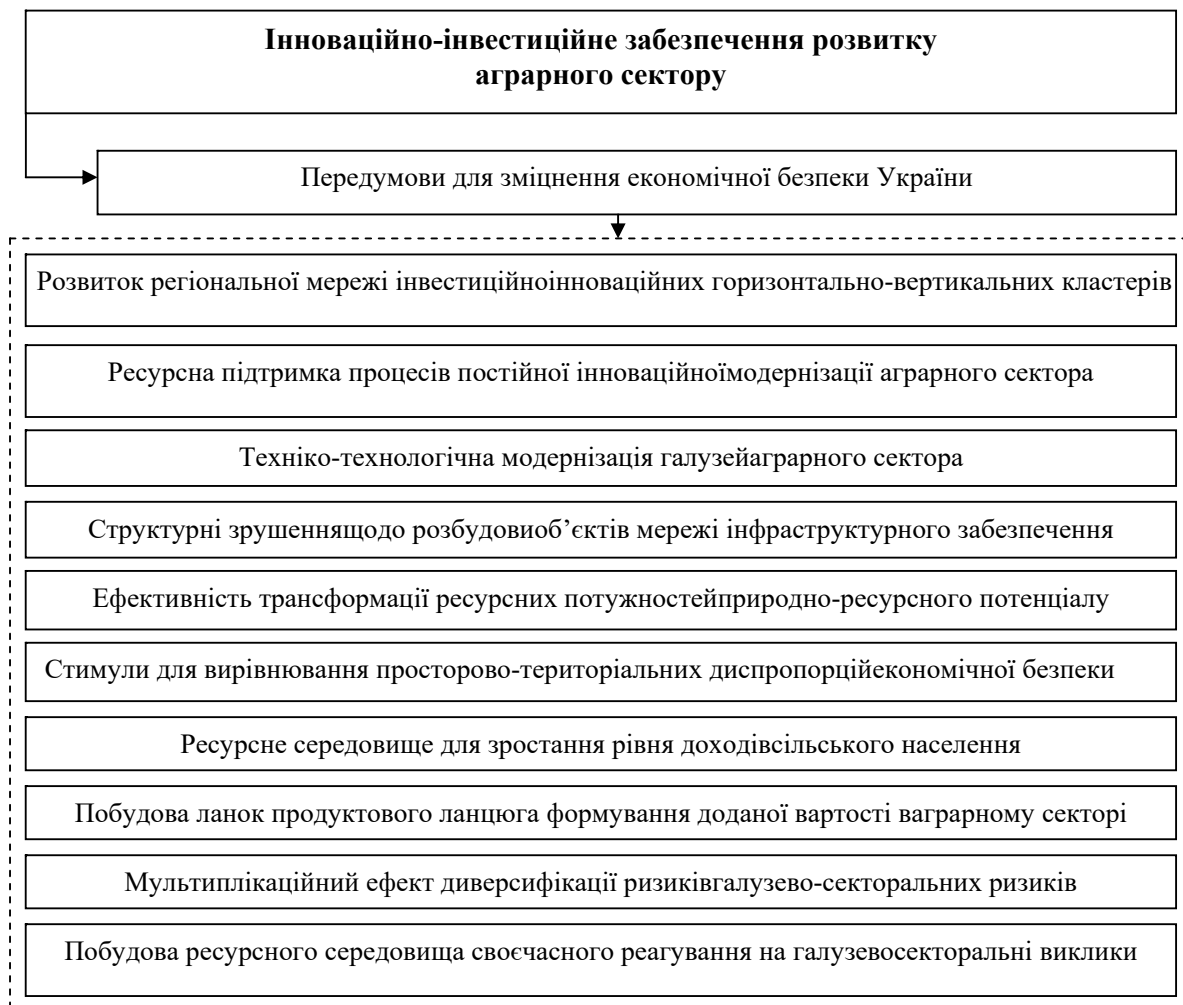 Інноваційно-інвестиційне забезпечення розвитку
аграрного сектору
Передумови для зміцнення економічної безпеки України
Розвиток регіональної мережі інвестиційноінноваційних горизонтально-вертикальних кластерів
Ресурсна підтримка процесів постійної інноваційноїмодернізації аграрного сектора
Техніко-технологічна модернізація галузейаграрного сектора
Структурні зрушеннящодо розбудовиоб’єктів мережі інфраструктурного забезпечення
Ефективність трансформації ресурсних потужностейприродно-ресурсного потенціалу
Стимули для вирівнювання просторово-територіальних диспропорційекономічної безпеки
Ресурсне середовище для зростання рівня доходівсільського населення
Побудова ланок продуктового ланцюга формування доданої вартості ваграрному секторі
Мультиплікаційний ефект диверсифікації ризиківгалузево-секторальних ризиків
Побудова ресурсного середовища своєчасного реагування на галузевосекторальні виклики